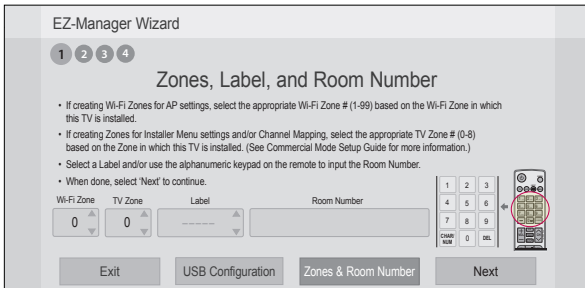 EZ-Manager Wizard
1 2 3 4
Zones, Label, and Room Number
• If creating Wi-Fi Zones for AP settings, select the appropriate Wi-Fi Zone # (1-99) based on the Wi-Fi Zone in which
this TV is installed.
• If creating Zones for Installer Menu settings and/or Channel Mapping, select the appropriate TV Zone # (0-8)
based on the Zone in which this TV is installed. (See Commercial Mode Setup Guide for more information.)
• Select a Label and/or use the alphanumeric keypad on the remote to input the Room Number.
• When done, select 'Next' to continue.
Wi-Fi Zone TV Zone Label Room Number
0 0 -----
1 2 3
4 5 6
7 8 9
CHAR/
NUM 0 DEL
Exit USB Configuration Zones & Room Number Next